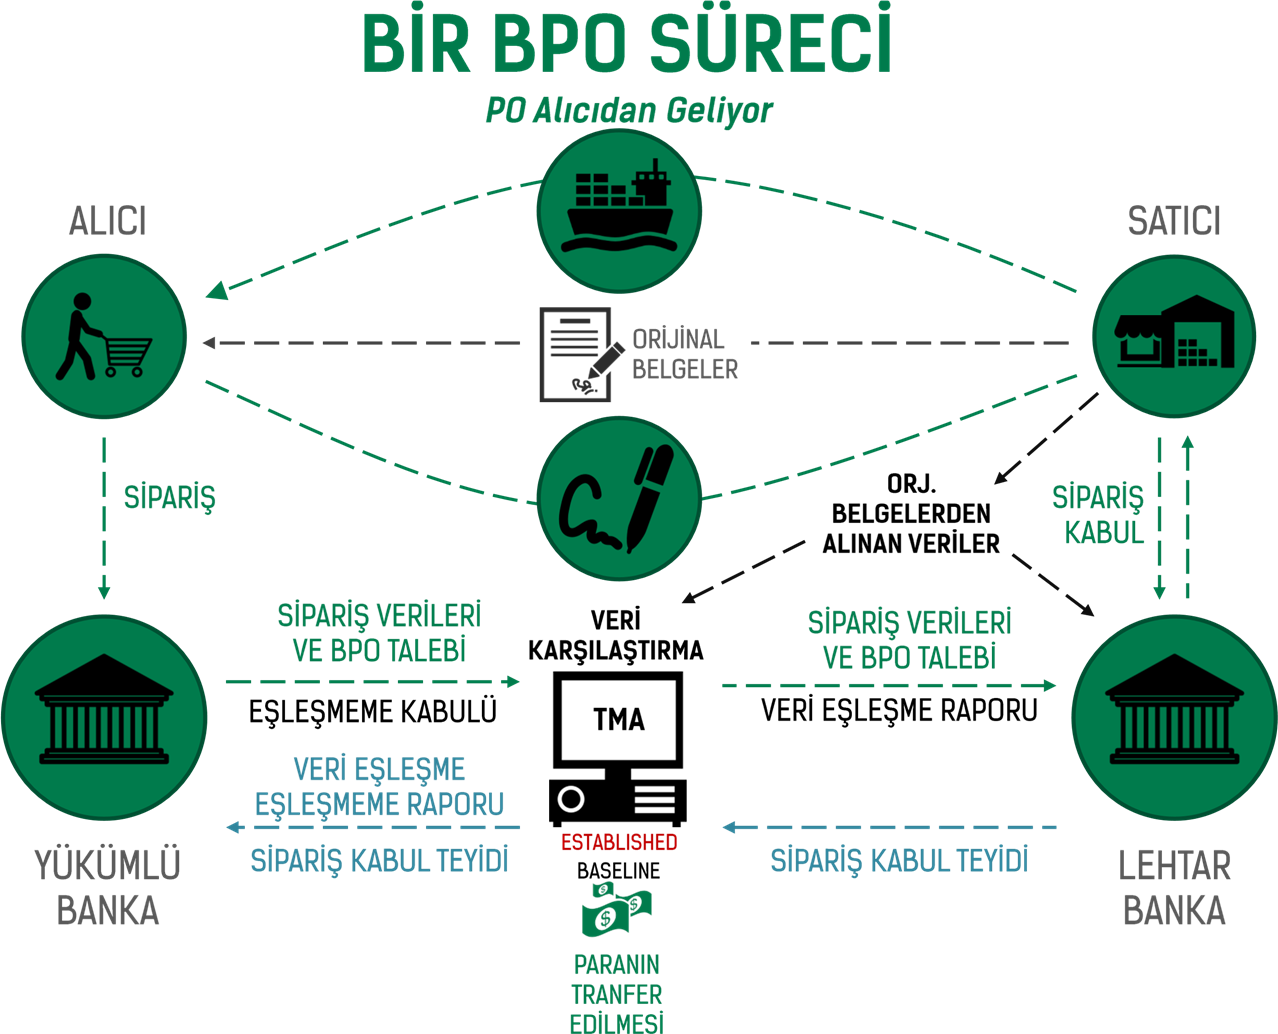 BİR BPO SÜRECİ
PO Alıcıdan Geliyor
ALICI
SATICI
ORİJİNAL
BELGELER
SİPARİŞ
ORJ.
BELGELERDEN
ALINAN VERİLER
SİPARİŞ
KABUL
SİPARİŞ VERİLERİ
VE BPO TALEBİ
EŞLEŞMEME KABULÜ
VERİ
KARŞILAŞTIRMA
TMA
SİPARİŞ VERİLERİ
VE BPO TALEBİ
VERİ EŞLEŞME RAPORU
VERİ EŞLEŞME
EŞLEŞMEME RAPORU
SİPARİŞ KABUL TEYİDİ
ESTABLISHED
BASELINE
SİPARİŞ KABUL TEYİDİ
YÜKÜMLÜ
BANKA
LEHTAR
BANKA
$
$
$
PARANIN
TRANFER
EDİLMESİ